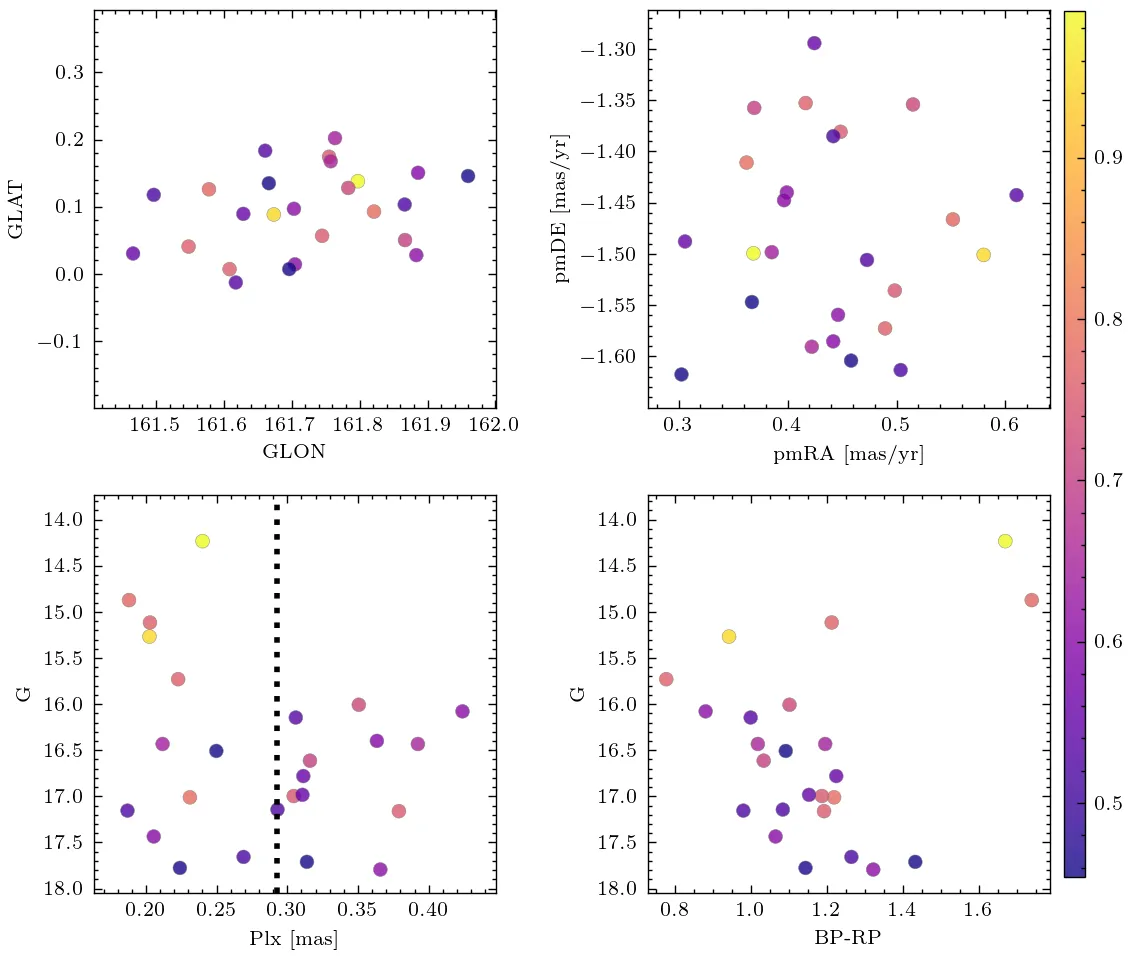 0.3
0.2
0.1
0.0
−0.1
GLAT
161.5 161.6 161.7 161.8 161.9 162.0
GLON
−1.30
−1.35
−1.40
−1.45
−1.50
−1.55
−1.60
pmDE [mas/yr]
0.3 0.4 0.5 0.6
pmRA [mas/yr]
14.0
14.5
15.0
15.5
16.0
16.5
17.0
17.5
18.0
G
0.20 0.25 0.30 0.35 0.40
Plx [mas]
14.0
14.5
15.0
15.5
16.0
16.5
17.0
17.5
18.0
G
0.8 1.0 1.2 1.4 1.6
BP-RP
0.9
0.8
0.7
0.6
0.5